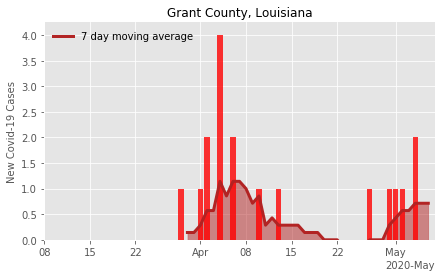 Grant County, Louisiana
7 day moving average
New Covid-19 Cases
4.0
3.5
3.0
2.5
2.0
1.5
1.0
0.5
0.0
08 15 22 Apr 08 15 22 May
2020-May